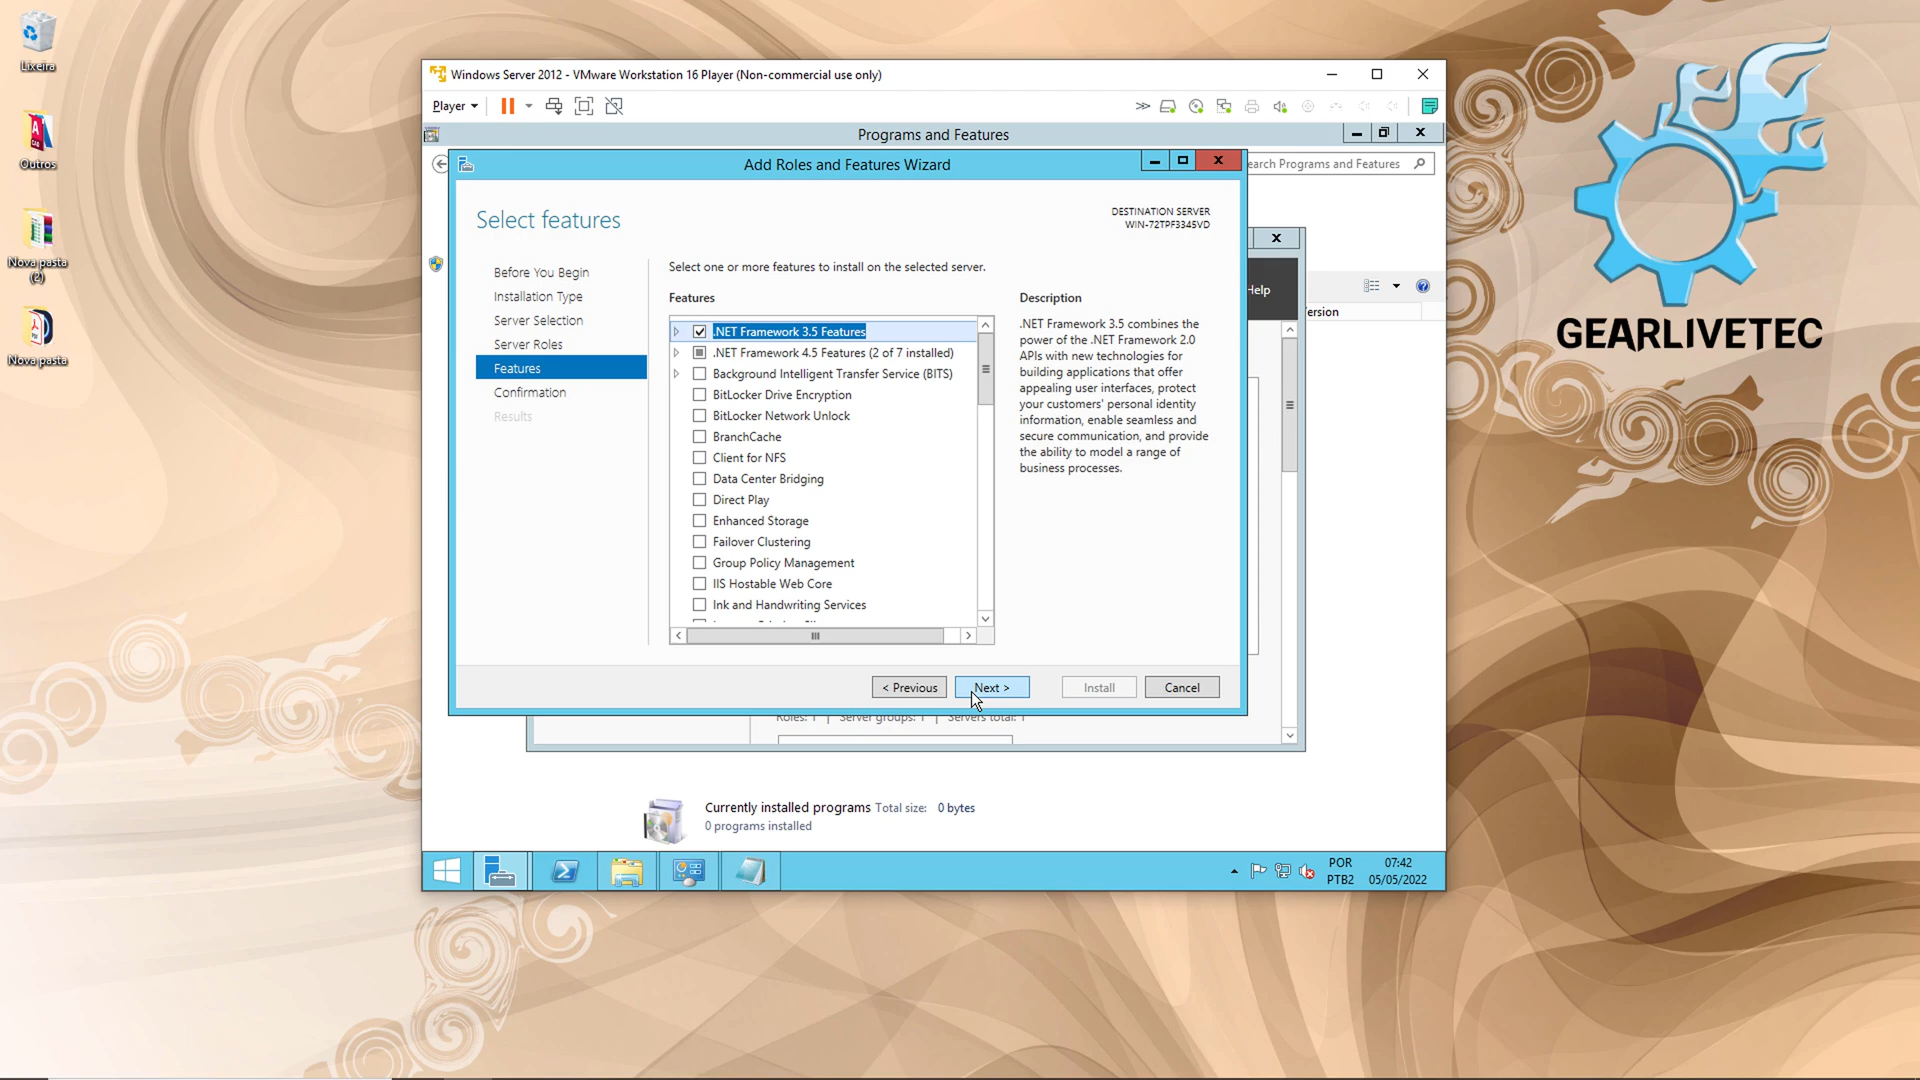 Lixeira
Outros
Nova pasta
(2)
Nova pasta
GEARLIVETEC
Windows Server 2012 - VMware Workstation 16 Player (Non-commercial use only)
Player
Programs and Features
earch Programs and Features
Add Roles and Features Wizard
Select features
DESTINATION SERVER
WIN-72TPF3345VD
Before You Begin
Installation Type
Server Selection
Server Roles
Features
Confirmation
Results
Select one or more features to install on the selected server.
Features
.NET Framework 3.5 Features
.NET Framework 4.5 Features (2 of 7 installed)
Background Intelligent Transfer Service (BITS)
BitLocker Drive Encryption
BitLocker Network Unlock
BranchCache
Client for NFS
Data Center Bridging
Direct Play
Enhanced Storage
Failover Clustering
Group Policy Management
IIS Hostable Web Core
Ink and Handwriting Services
Description
.NET Framework 3.5 combines the
power of the .NET Framework 2.0
APIs with new technologies for
building applications that offer
appealing user interfaces, protect
your customers' personal identity
information, enable seamless and
secure communication, and provide
the ability to model a range of
business processes.
< Previous
Next >
Install
Cancel
Help
ersion
Roles: 1 | Server groups: 1 | Servers total: 1
Currently installed programs Total size: 0 bytes
0 programs installed
POR
PTB2
07:42
05/05/2022